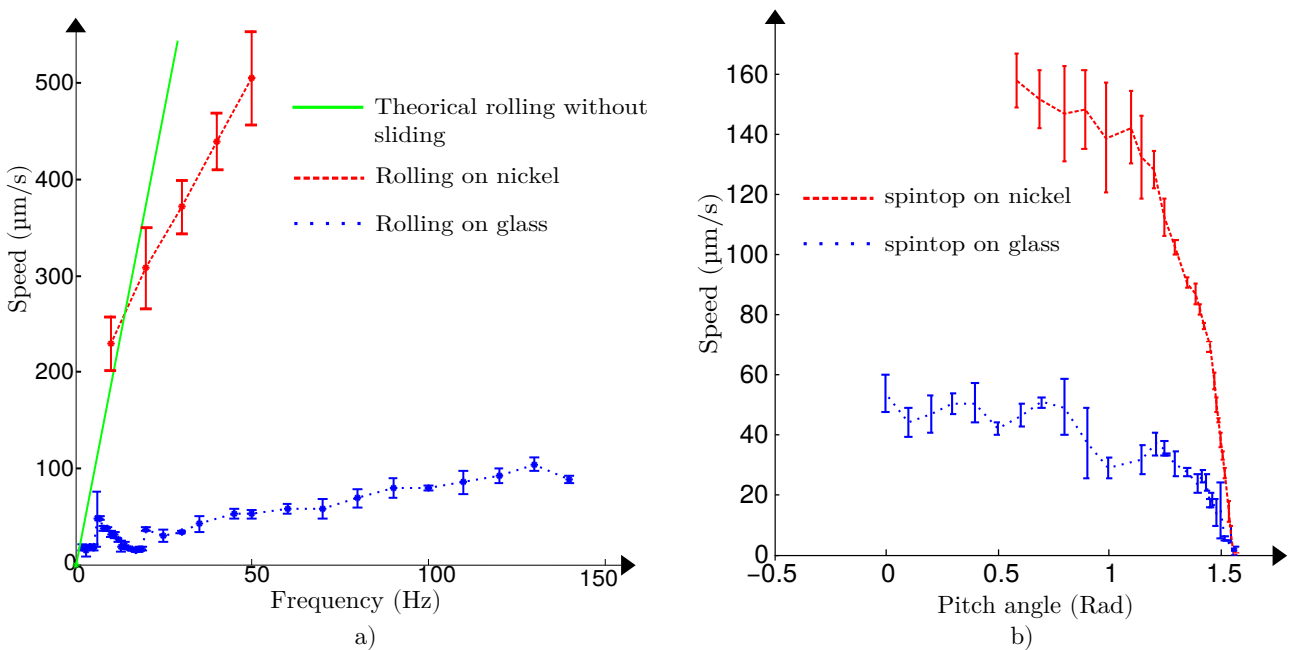 500
400
300
200
100
0
0
50
100
150
Speed (µm/s)
Frequency (Hz)
Theorical rolling without
sliding
Rolling on nickel
Rolling on glass
a)
160
140
120
100
80
60
40
20
0
−0.5
0
0.5
1
1.5
Speed (µm/s)
Pitch angle (Rad)
spintop on nickel
spintop on glass
b)